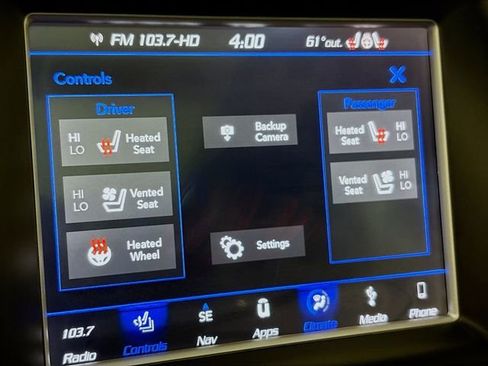 FM 103.7-HD 4:00 61° out.
Controls X
Driver Passenger
HI
LO
Heated
Seat
Backup
Camera
Heated
Seat
HI
LO
HI
LO
Vented
Seat
Vented
Seat
HI
LO
Heated
Wheel
Settings
103.7
Radio
Controls
SE
Nav
Apps
Climate
Media
Phone